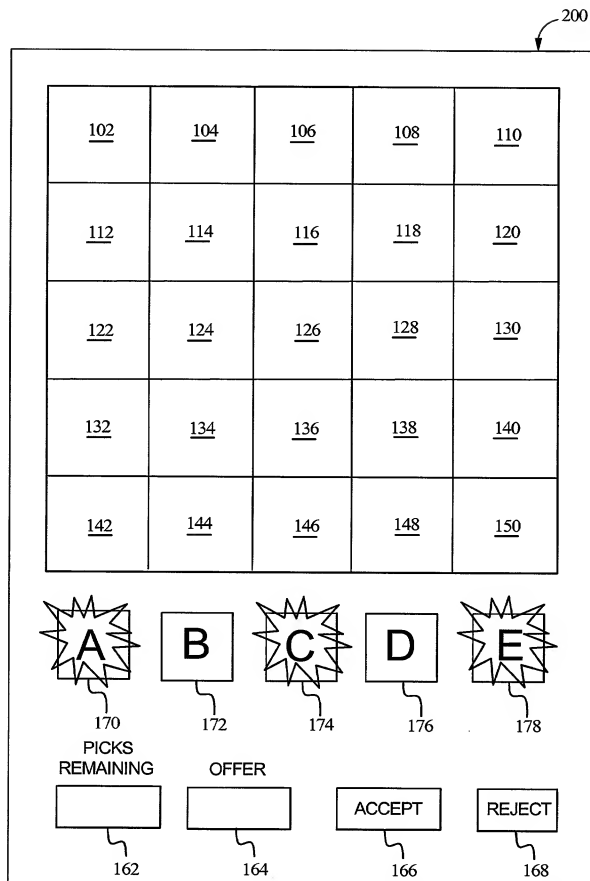 200
102 104 106 108 110
112 114 116 118 120
122 124 126 128 130
132 134 136 138 140
142 144 146 148 150
A B C D E
170 172 174 176 178
PICKS
REMAINING OFFER
ACCEPT REJECT
162 164 166 168